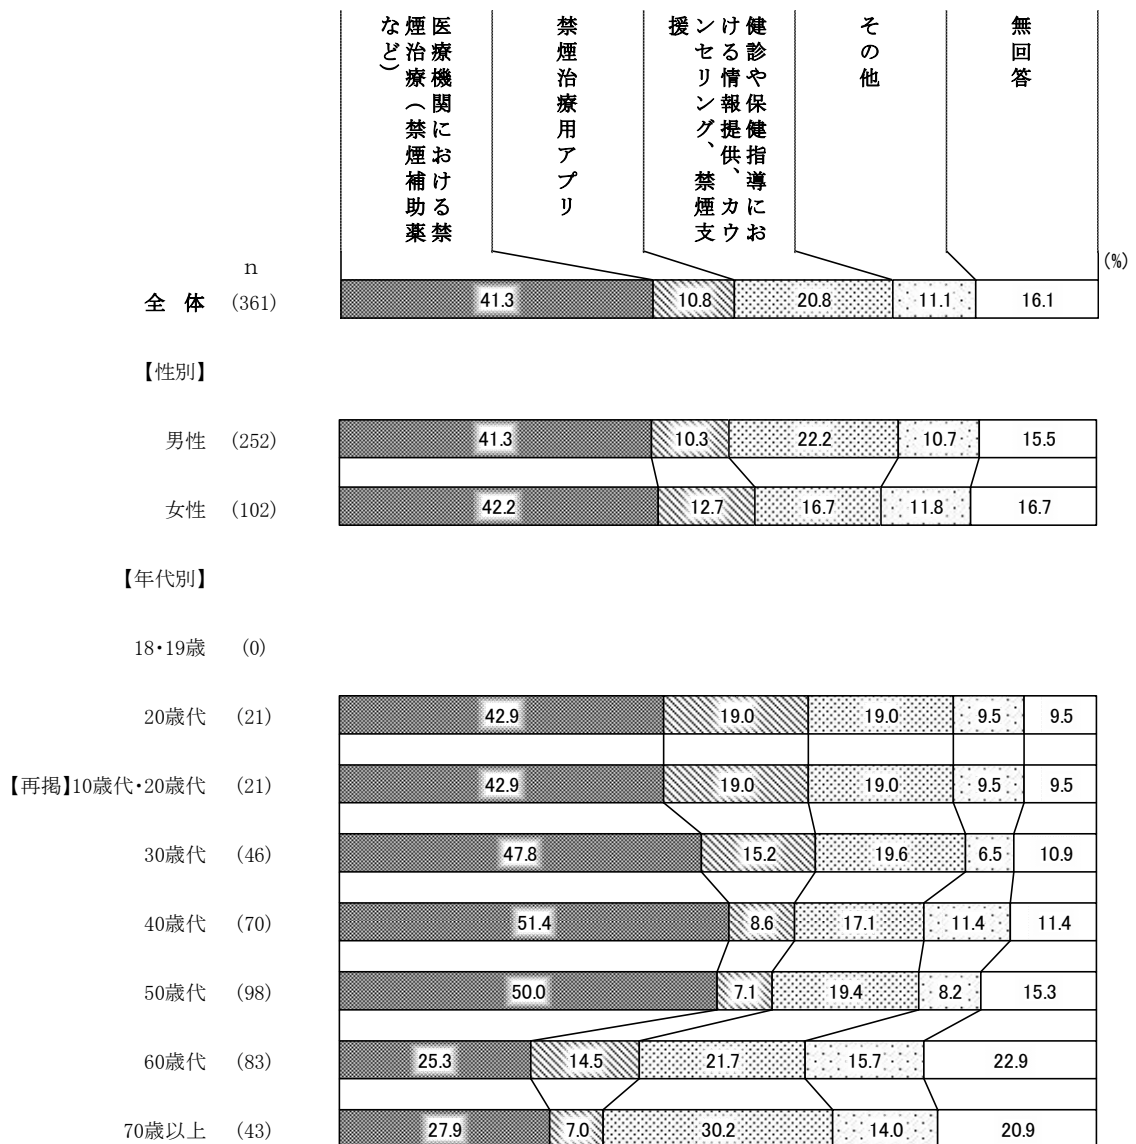 医療機関における禁
煙治療（禁煙補助薬
など）
禁煙治療用アプリ
健診や保健指導にお
ける情報提供、カウ
ンセリング、禁煙支
援
その他
無回答
(%)
n
全 体 (361) 41.3 10.8 20.8 11.1 16.1
【性別】
男性 (252) 41.3 10.3 22.2 10.7 15.5
女性 (102) 42.2 12.7 16.7 11.8 16.7
【年代別】
18・19歳 (0)
20歳代 (21) 42.9 19.0 19.0 9.5 9.5
【再掲】10歳代・20歳代 (21) 42.9 19.0 19.0 9.5 9.5
30歳代 (46) 47.8 15.2 19.6 6.5 10.9
40歳代 (70) 51.4 8.6 17.1 11.4 11.4
50歳代 (98) 50.0 7.1 19.4 8.2 15.3
60歳代 (83) 25.3 14.5 21.7 15.7 22.9
70歳以上 (43) 27.9 7.0 30.2 14.0 20.9